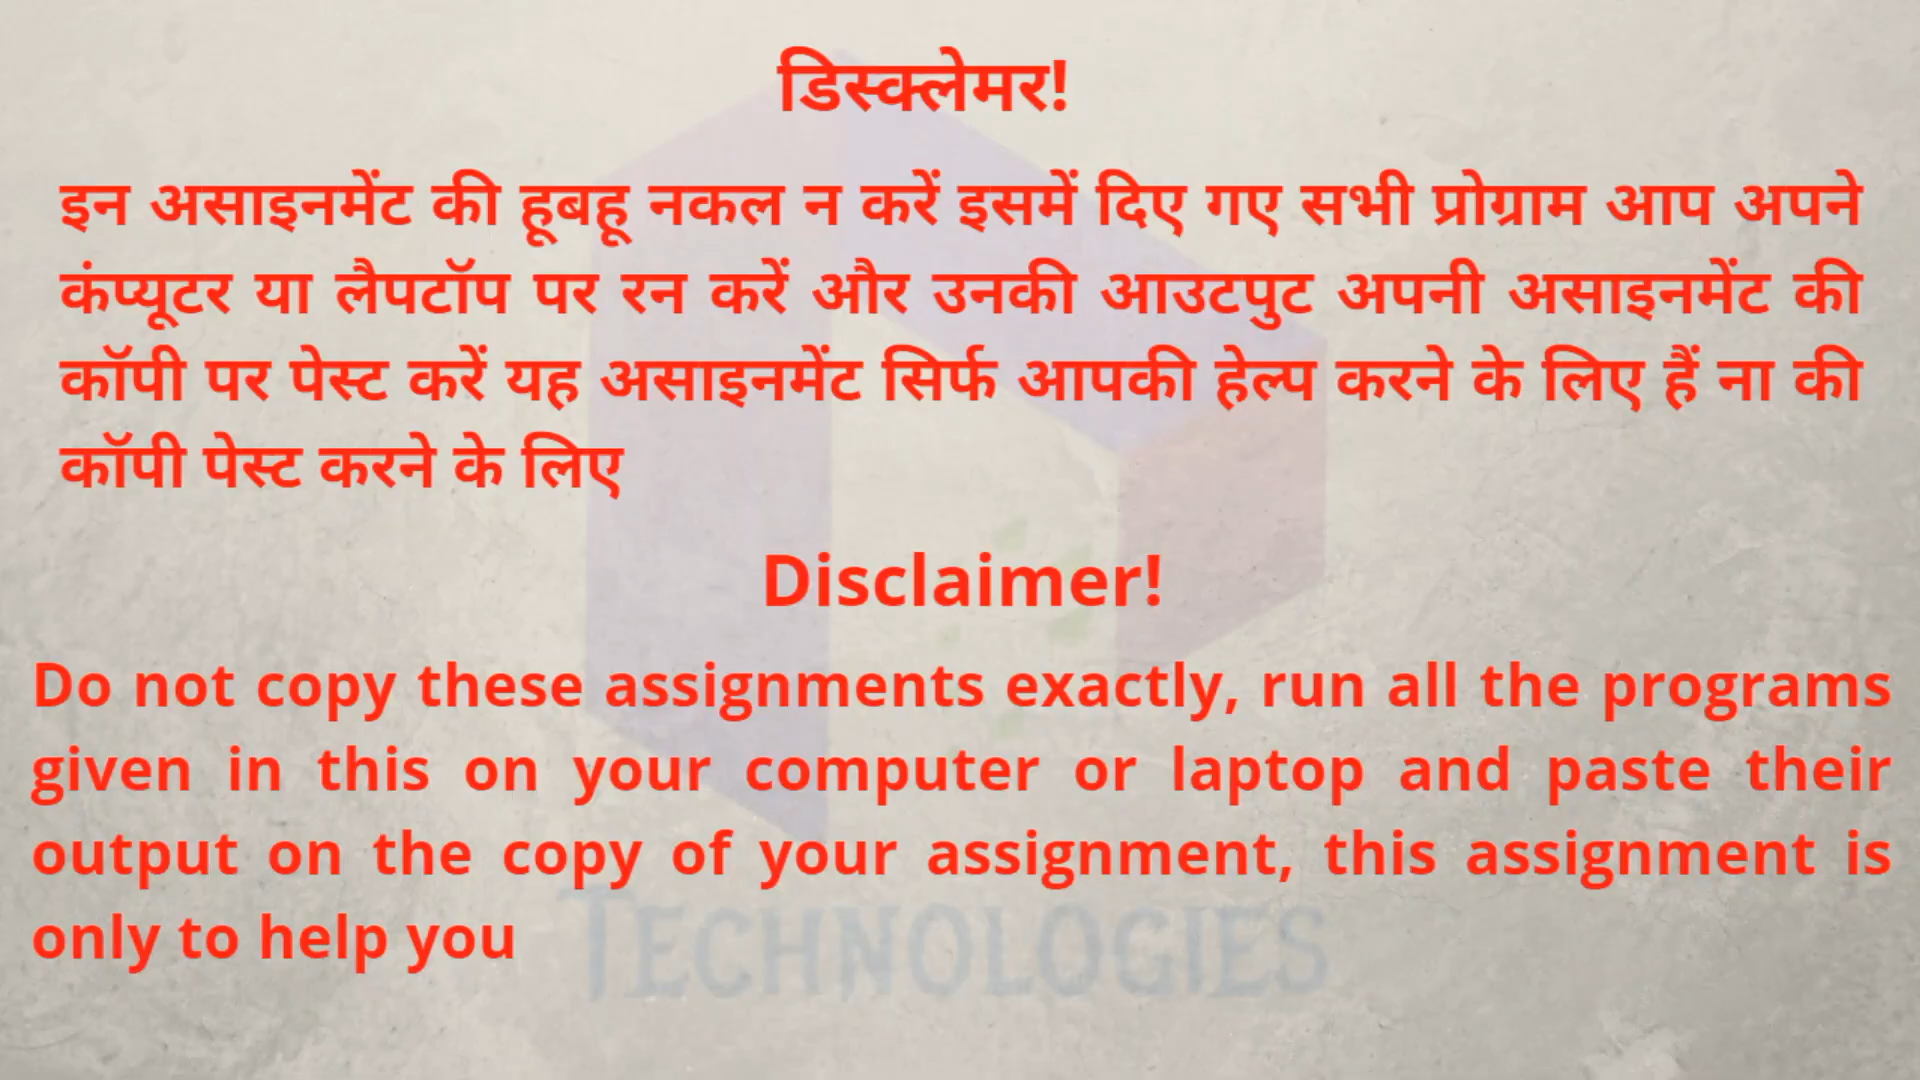 डिस्क्लेमर!
इन असाइनमेंट की हूबहू नकल न करें इसमें दिए गए सभी प्रोग्राम आप अपने
कंप्यूटर या लैपटॉप पर रन करें और उनकी आउटपुट अपनी असाइनमेंट की
कॉपी पर पेस्ट करें यह असाइनमेंट सिर्फ आपकी हेल्प करने के लिए हैं ना की
कॉपी पेस्ट करने के लिए
Disclaimer!
Do not copy these assignments exactly, run all the programs
given in this on your computer or laptop and paste their
output on the copy of your assignment, this assignment is
only to help you
TECHNOLOGIES